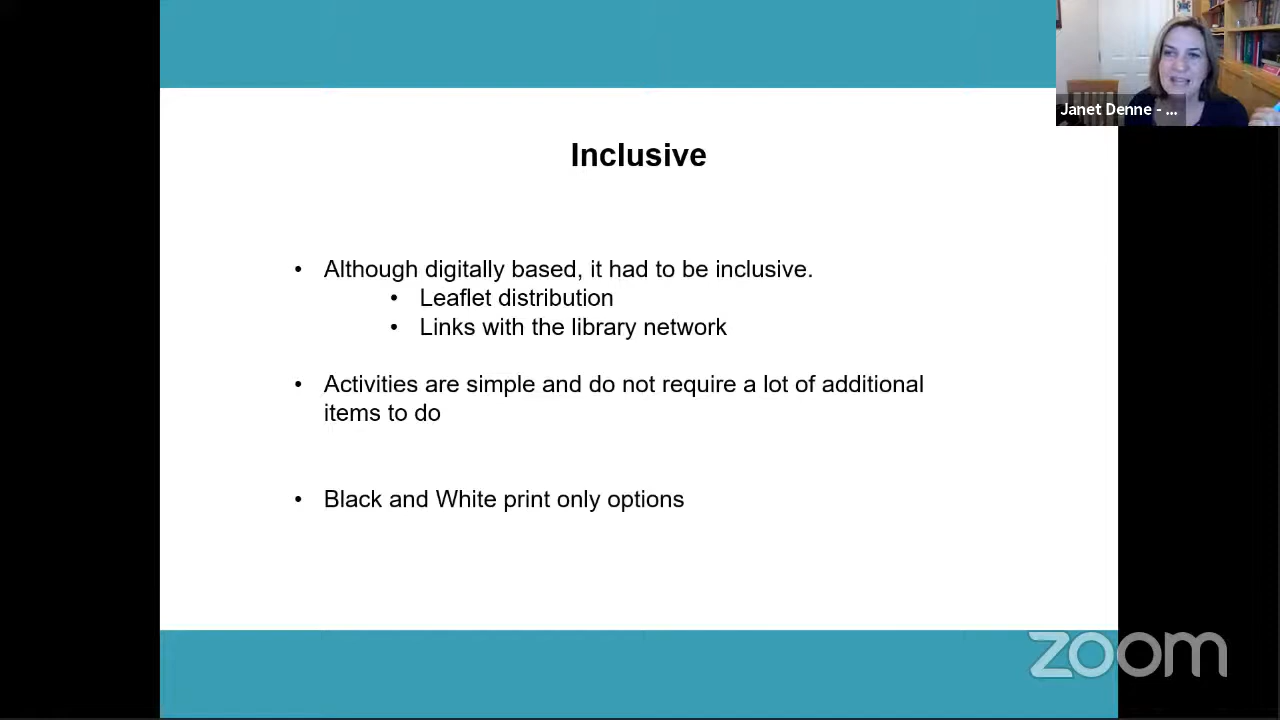 Janet Denne - ...
Inclusive
• Although digitally based, it had to be inclusive.
• Leaflet distribution
• Links with the library network
• Activities are simple and do not require a lot of additional
items to do
• Black and White print only options
zoom